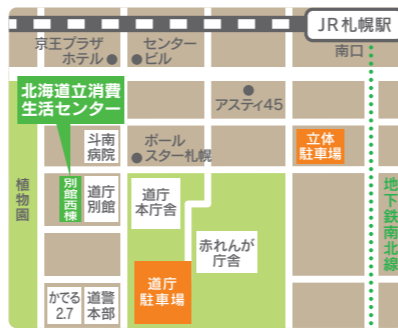 JR札幌駅
南口
京王プラザ
ホテル
センター
ビル
北海道立消費
生活センター
アスティ45
斗南
病院
ポール
スター札幌
立体
駐車場
植物園
別館西棟
道庁
別館
道庁
本庁舎
地下鉄南北線
赤れんが
庁舎
道庁
駐車場
かでる
2.7
道警
本部